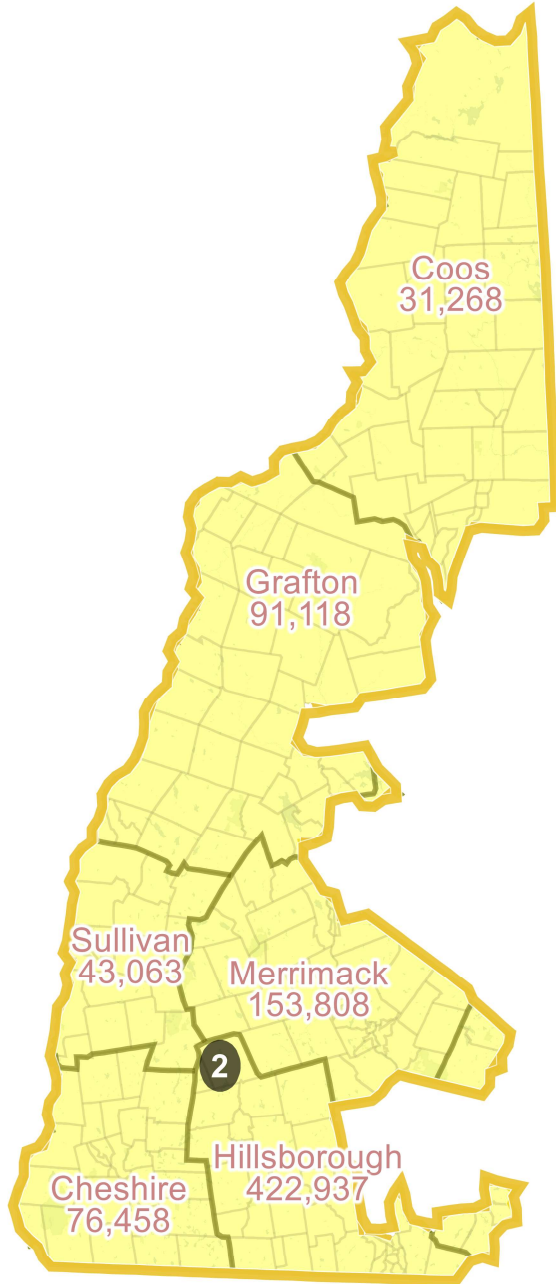 Coos
31,268
Grafton
91,118
Sullivan
43,063
Merrimack
153,808
2
Hillsborough
422,937
Cheshire
76,458